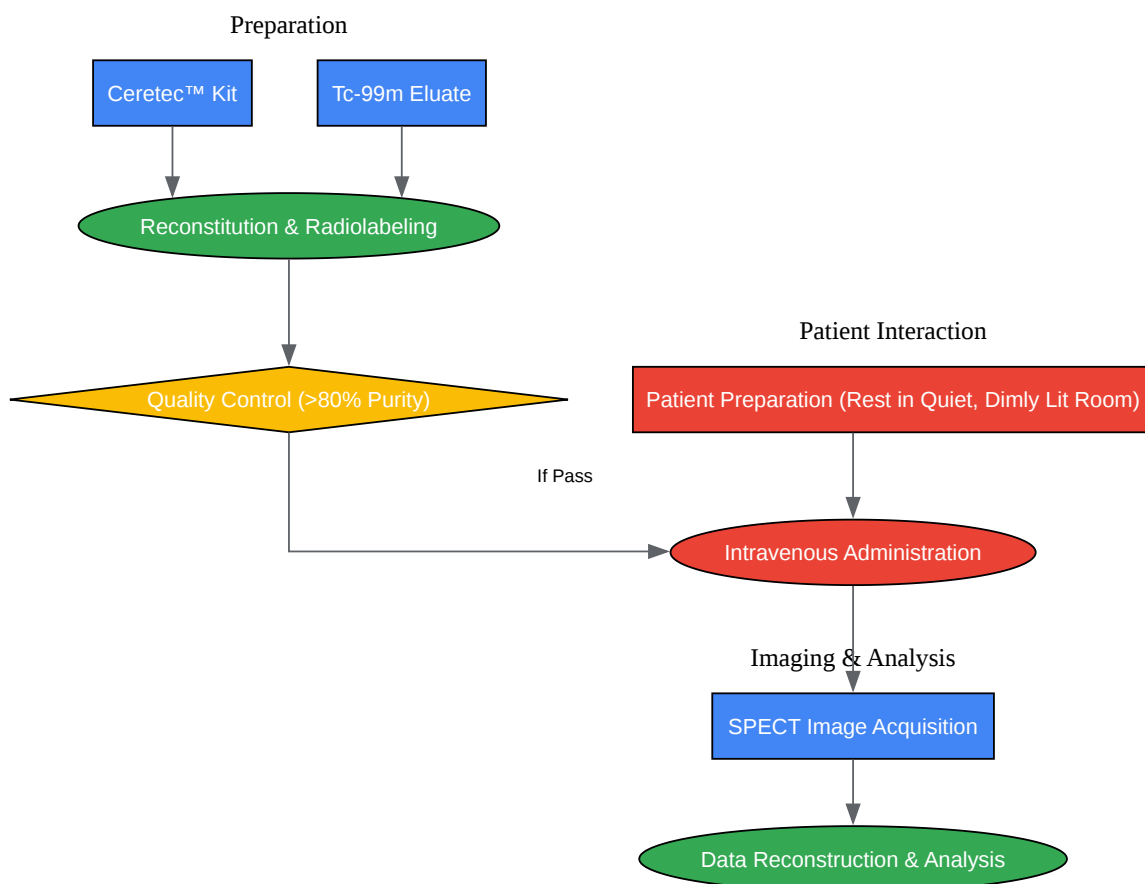 Preparation
Ceretec™ Kit
Tc-99m Eluate
Reconstitution & Radiolabeling
Quality Control (>80% Purity)
If Pass
Patient Interaction
Patient Preparation (Rest in Quiet, Dimly Lit Room)
Intravenous Administration
Imaging & Analysis
SPECT Image Acquisition
Data Reconstruction & Analysis